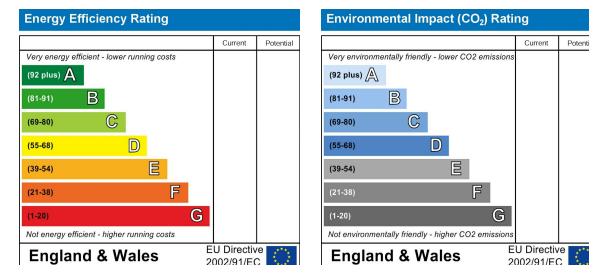 Energy Efficiency Rating
Current Potential
Very energy efficient - lower running costs
(92 plus) A
(81-91) B
(69-80) C
(55-68) D
(39-54) E
(21-38) F
(1-20) G
Not energy efficient - higher running costs
England & Wales
EU Directive
2002/91/EC
Environmental Impact (CO₂) Rating
Current Potenti
Very environmentally friendly - lower CO2 emissions
(92 plus) A
(81-91) B
(69-80) C
(55-68) D
(39-54) E
(21-38) F
(1-20) G
Not environmentally friendly - higher CO2 emissions
England & Wales
EU Directive
2002/91/EC